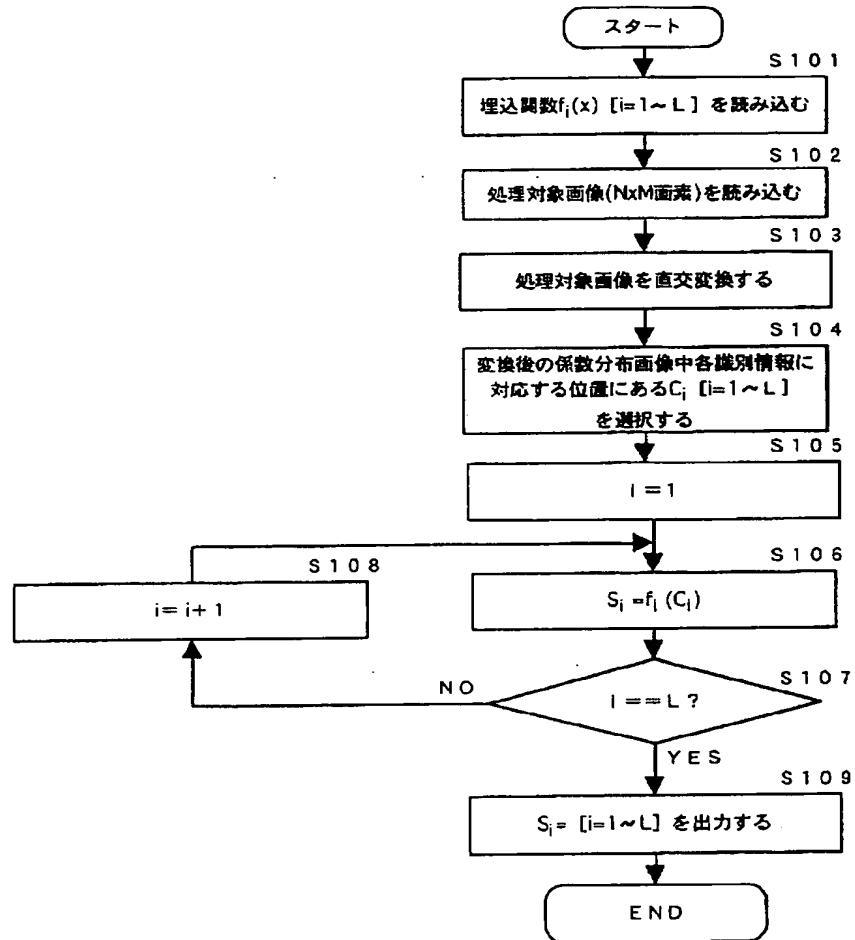 スタート
S101
埋込関数fi(x) [i=1~L] を読み込む
S102
処理対象画像(NxM画素)を読み込む
S103
処理対象画像を直交変換する
S104
変換後の係数分布画像中各識別情報に
対応する位置にあるCi [i=1~L]
を選択する
S105
i = 1
S106
Si =fi (Ci)
S107
i == L ?
NO
S108
i= i+ 1
YES
S109
Si= [i=1~L] を出力する
END